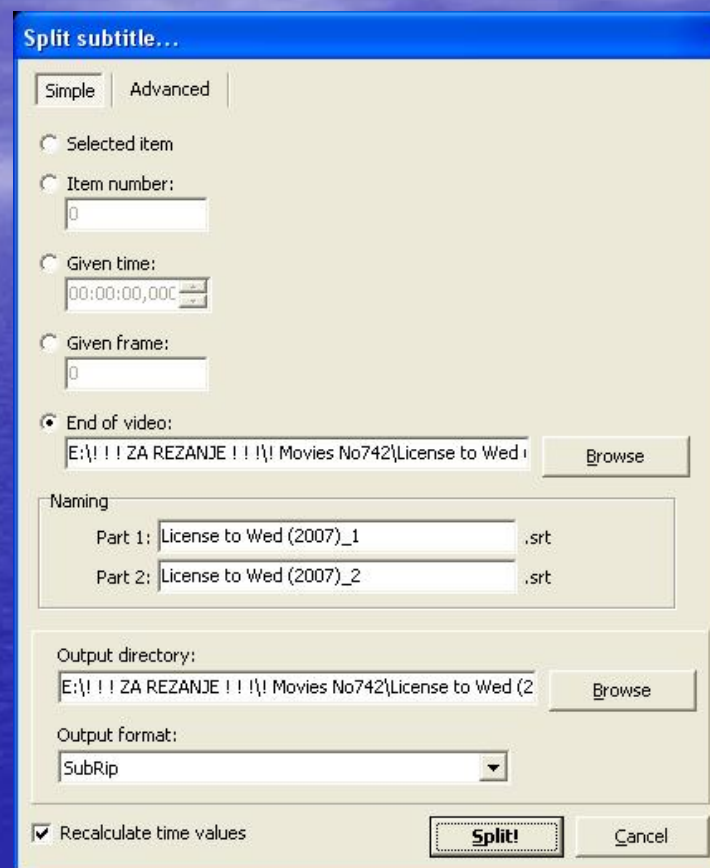 Split subtitle...
Simple Advanced
Selected item
Item number:
0
Given time:
00:00:00,000
Given frame:
0
End of video:
E:\! ! ! ZA REZANJE ! ! !\! Movies No742\License to Wed (
Browse
Naming
Part 1: License to Wed (2007)_1 .srt
Part 2: License to Wed (2007)_2 .srt
Output directory:
E:\! ! ! ZA REZANJE ! ! !\! Movies No742\License to Wed (2
Browse
Output format:
SubRip
Recalculate time values
Split!
Cancel